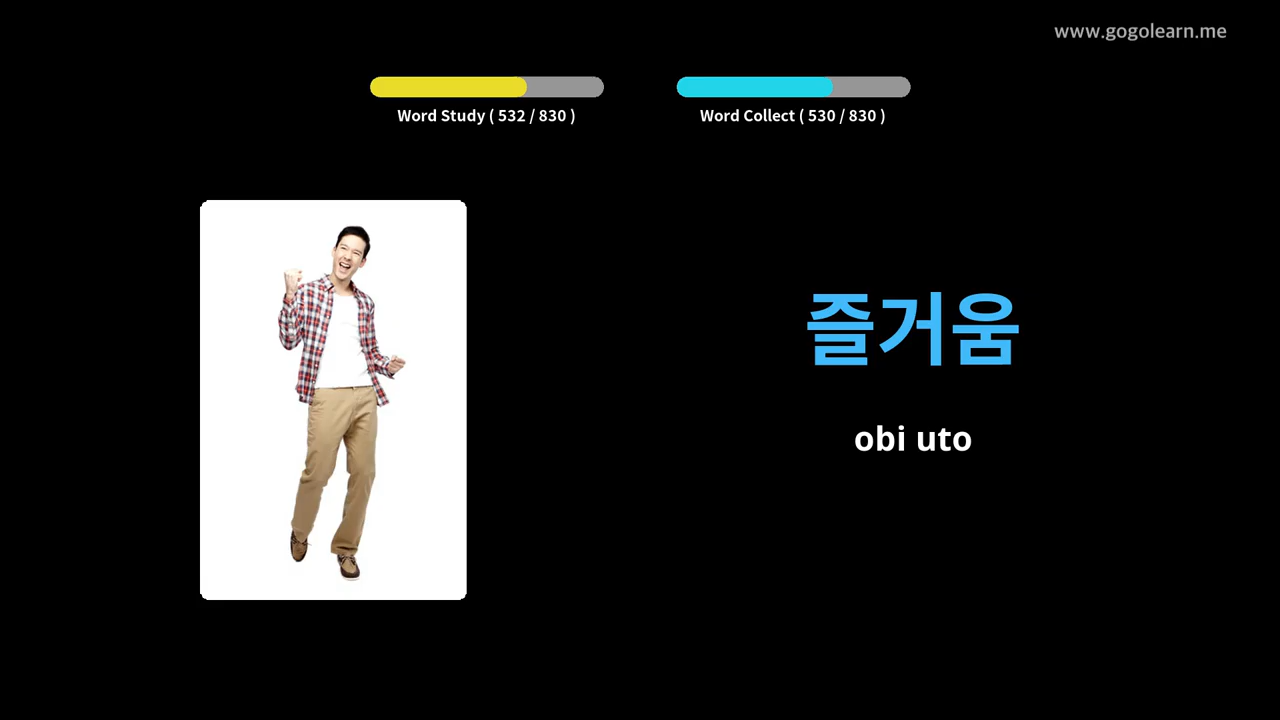 www.gogolearn.me
Word Study ( 532 / 830 )
Word Collect ( 530 / 830 )
즐거움
obi uto